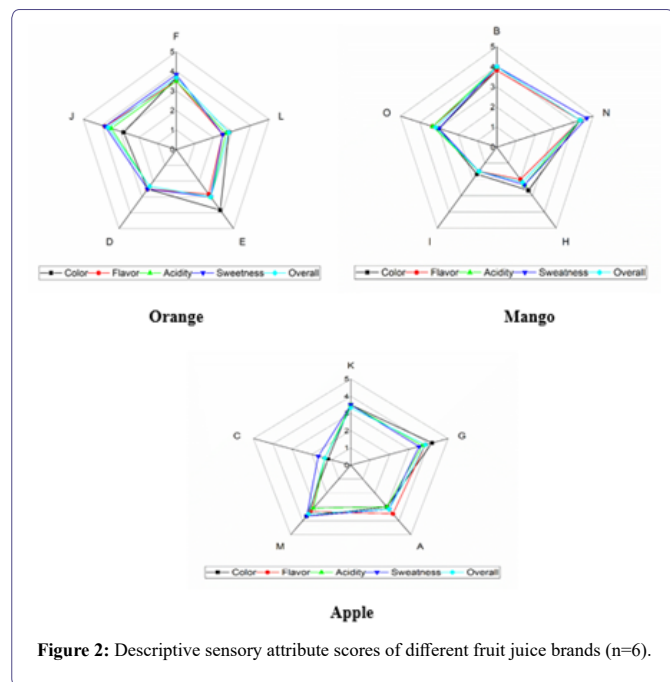 F
5
4
3
2
1
0
J
L
D
E
Color Flavor Acidity Sweetness Overall
Orange
B
5
4
3
2
1
0
O
N
I
H
Color Flavor Acidity Sweatness Overall
Mango
K
5
4
3
2
1
0
C
G
M
A
Color Flavor Acidity Sweatness Overall
Apple
Figure 2: Descriptive sensory attribute scores of different fruit juice brands (n=6).